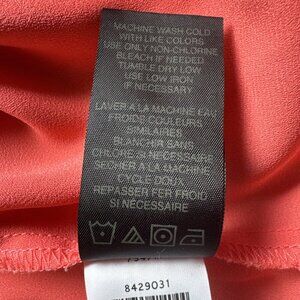 MACHINE WASH COLD
WITH LIKE COLORS
USE ONLY NON-CHLORINE
BLEACH IF NEEDED
TUMBLE DRY LOW
USE LOW IRON
IF NECESSARY
LAVER A LA MACHINE EAU
FROIDE COULEURS
SIMILAIRES
BLANCHIR SANS
CHLORE/SI NÉCESSAIRE
SECHER A LA MACHINE
CYCLE DOUX
REPASSER FER FROID
SI NÉCESSAIRE
8429031